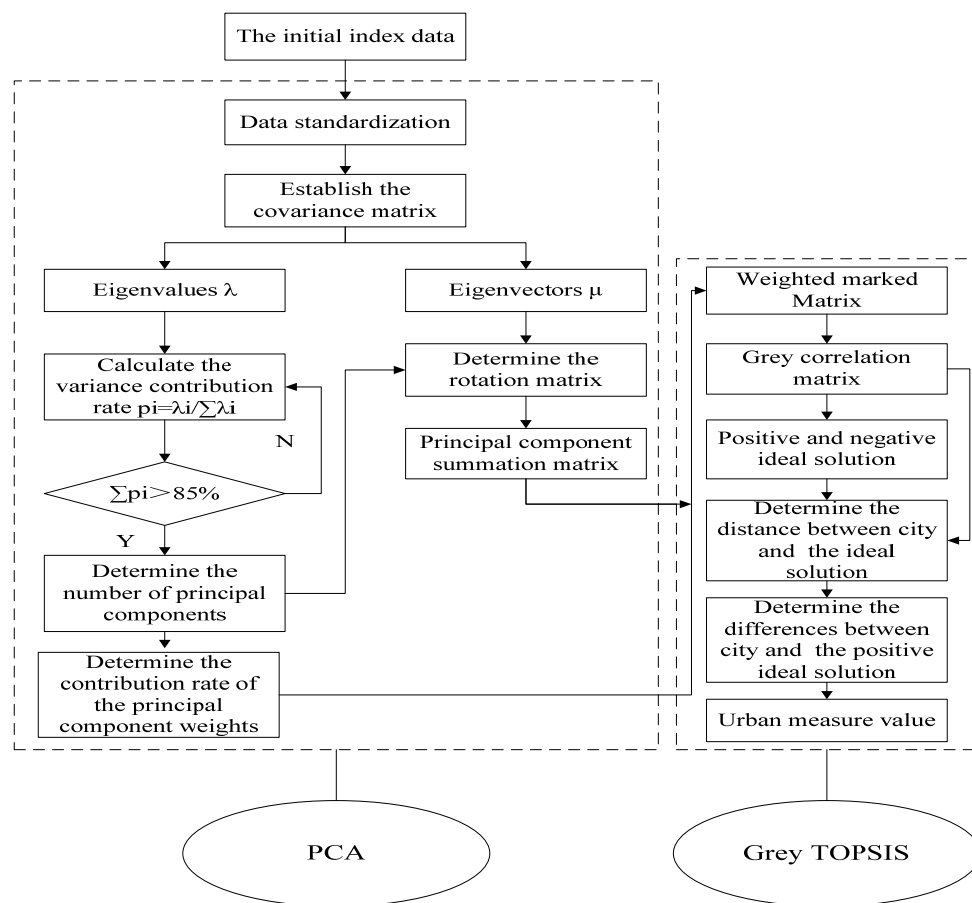 The initial index data
Data standardization
Establish the
covariance matrix
Eigenvalues λ
Eigenvectors μ
Calculate the
variance contribution
rate pi=λi/∑λi
N
∑pi＞85%
Y
Determine the
number of principal
components
Determine the
contribution rate of
the principal
component weights
Determine the
rotation matrix
Principal component
summation matrix
Weighted marked
Matrix
Grey correlation
matrix
Positive and negative
ideal solution
Determine the
distance between city
and the ideal
solution
Determine the
differences between
city and the positive
ideal solution
Urban measure value
PCA
Grey TOPSIS